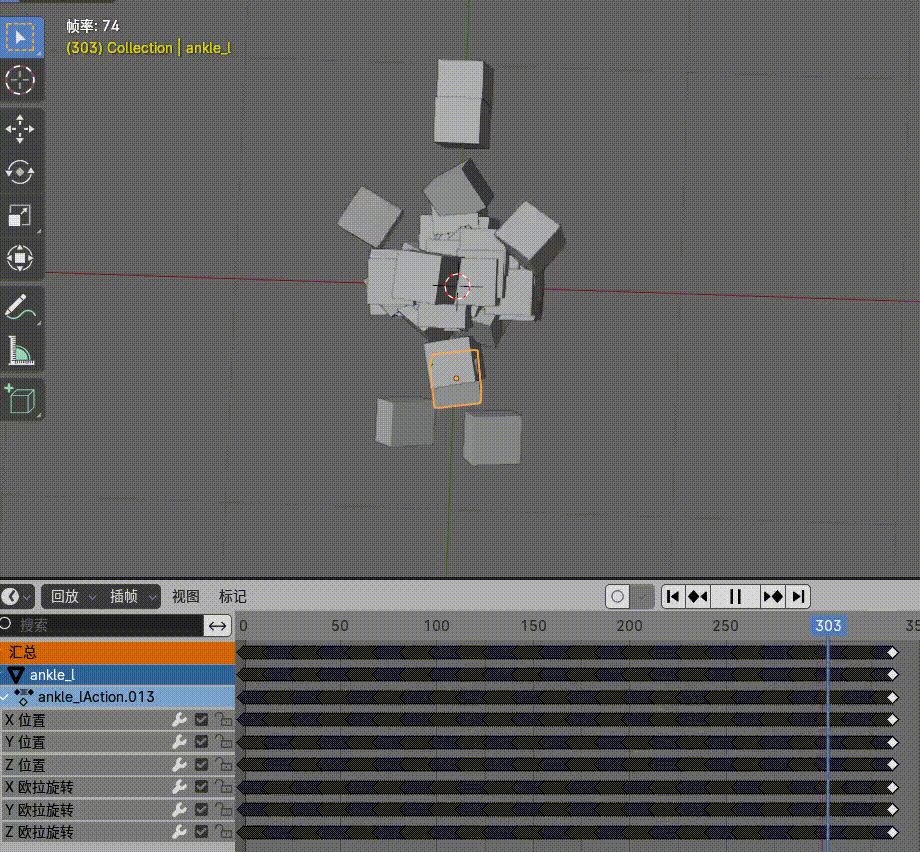 帧率: 74
(303) Collection | ankle_l
回放 插帧 视图 标记
搜索 0 50 100 150 200 250 303 35
汇总
ankle_l
ankle_lAction.013
X 位置
Y 位置
Z 位置
X 欧拉旋转
Y 欧拉旋转
Z 欧拉旋转